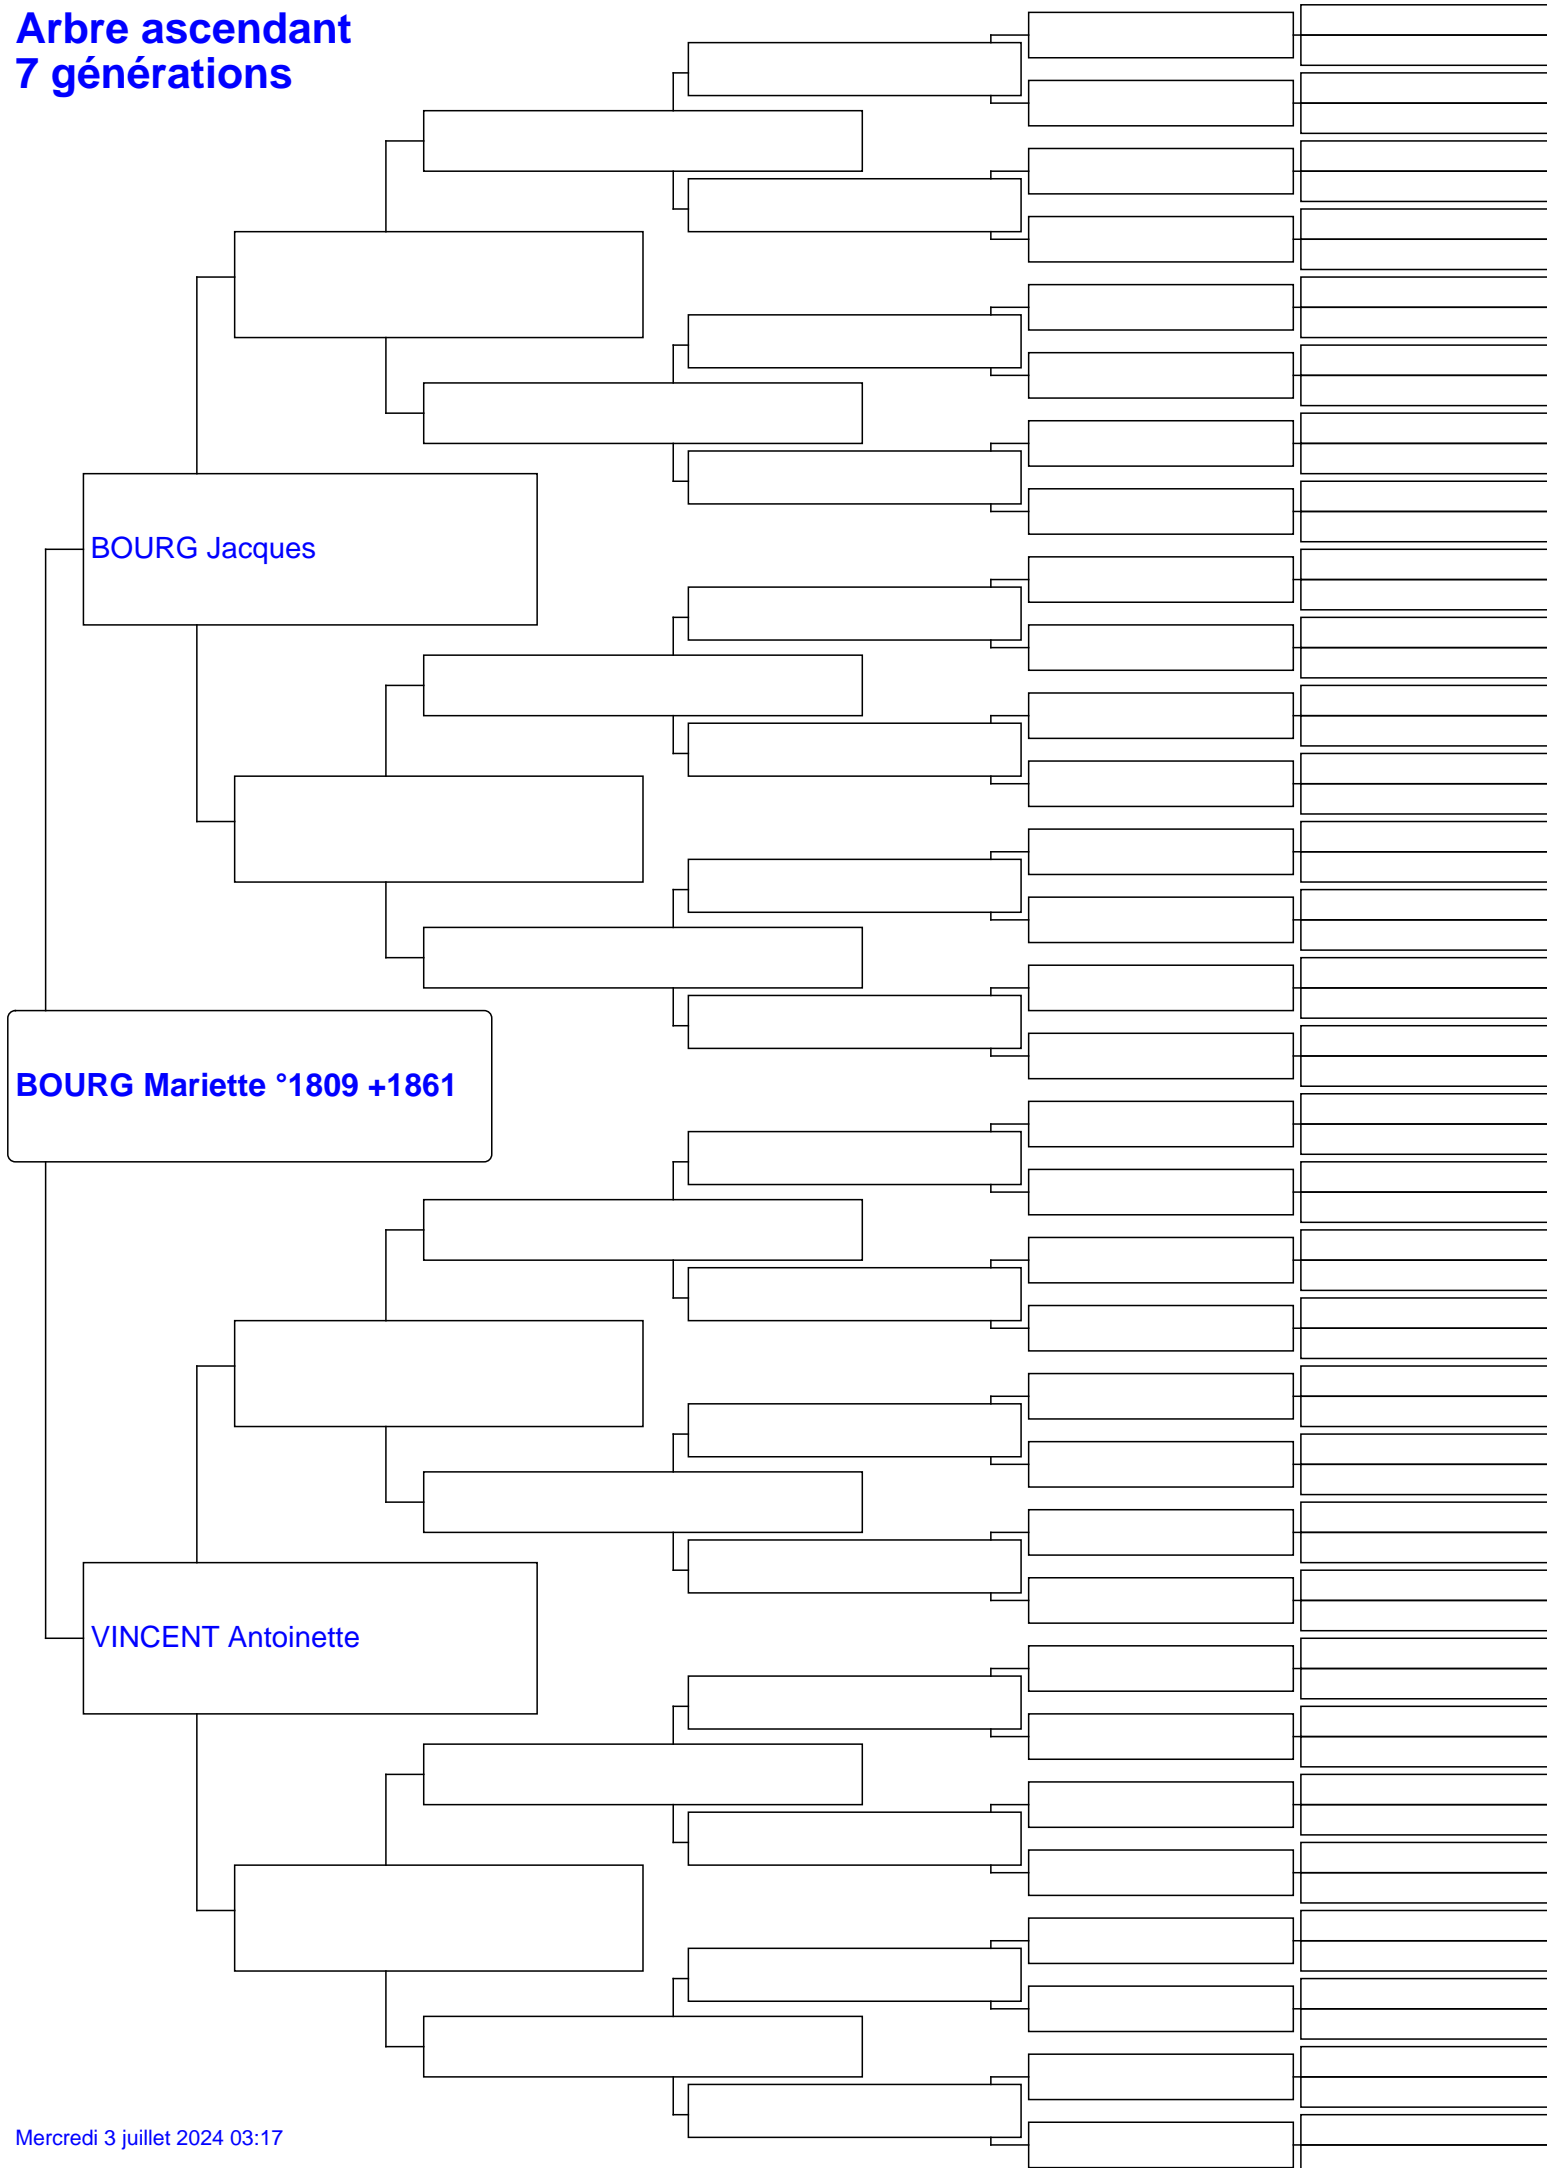 Arbre ascendant
7 générations
BOURG Jacques
BOURG Mariette °1809 +1861
VINCENT Antoinette
Mercredi 3 juillet 2024 03:17